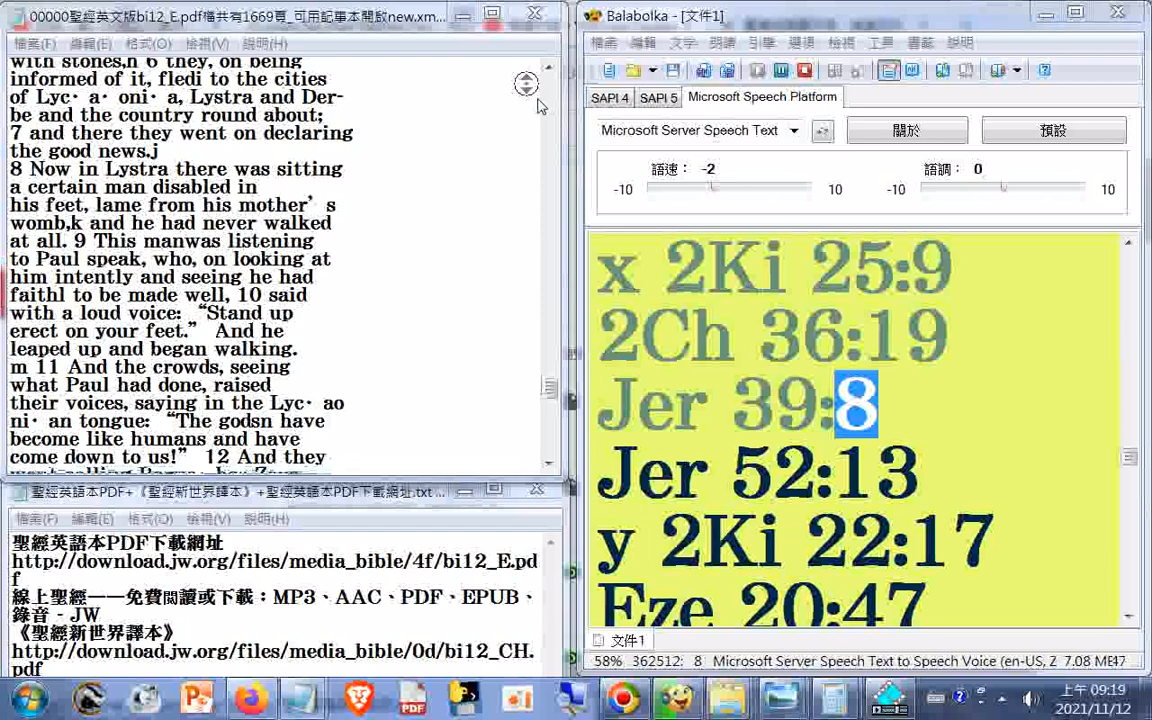 00000聖經英文版bi12_E.pdf檔共有1669頁_可用記事本開啟new.xm...
檔案(F) 編輯(E) 格式(O) 檢視(V) 說明(H)
with stones,h 6 they, on being
informed of it, fledi to the cities
of Lyc·a·oni·a, Lystra and Der-
be and the country round about;
7 and there they went on declaring
the good news.j
8 Now in Lystra there was sitting
a certain man disabled in
his feet, lame from his mother's
womb,k and he had never walked
at all. 9 This manwas listening
to Paul speak, who, on looking at
him intently and seeing he had
faithl to be made well, 10 said
with a loud voice: “Stand up
erect on your feet.” And he
leaped up and began walking.
m 11 And the crowds, seeing
what Paul had done, raised
their voices, saying in the Lyc·ao
ni·an tongue: “The godsn have
become like humans and have
come down to us!” 12 And they
聖經英語本PDF+《聖經新世界譯本》+聖經英語本PDF下載網址.txt ...
檔案(F) 編輯(E) 格式(O) 檢視(V) 說明(H)
聖經英語本PDF下載網址
http://download.jw.org/files/media_bible/4f/bi12_E.pd
f
線上聖經——免費閱讀或下載：MP3、AAC、PDF、EPUB、
錄音 - JW
《聖經新世界譯本》
http://download.jw.org/files/media_bible/0d/bi12_CH.
pdf
Balabolka - [文件1]
檔案 編輯 文字 朗讀 引擎 選項 檢視 工具 書籤 說明
SAPI 4 SAPI 5 Microsoft Speech Platform
Microsoft Server Speech Text 關於 預設
語速： -2 語調： 0
-10 10 -10 10
x 2Ki 25:9
2Ch 36:19
Jer 39:8
Jer 52:13
y 2Ki 22:17
Eze 20:47
文件1
58% 362512: 8 Microsoft Server Speech Text to Speech Voice (en-US, Z 7.08 MB
上午 09:19
2021/11/12